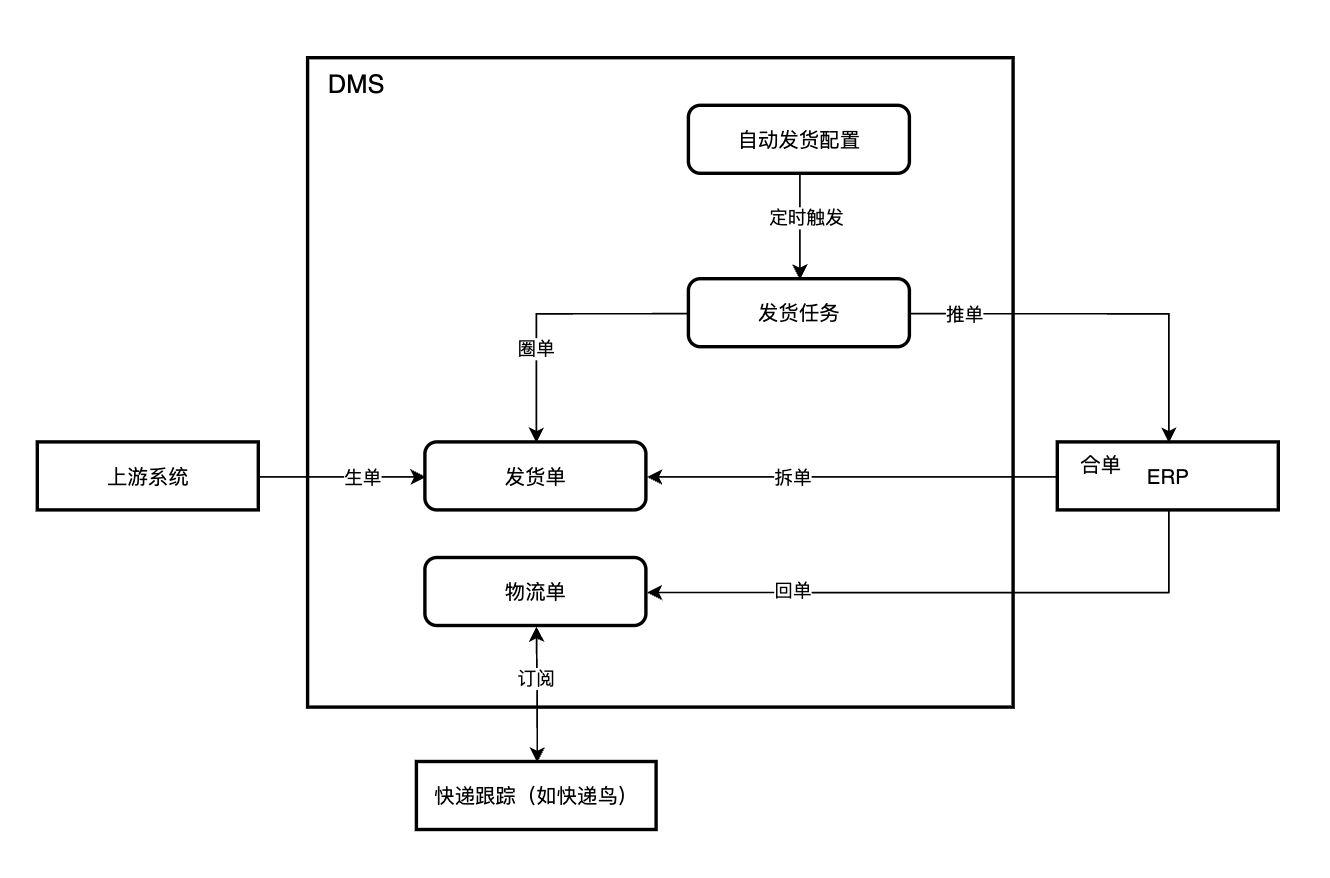 DMS
自动发货配置
定时触发
发货任务
推单
圈单
上游系统
生单
发货单
拆单
合单
ERP
物流单
回单
订阅
快递跟踪（如快递鸟）